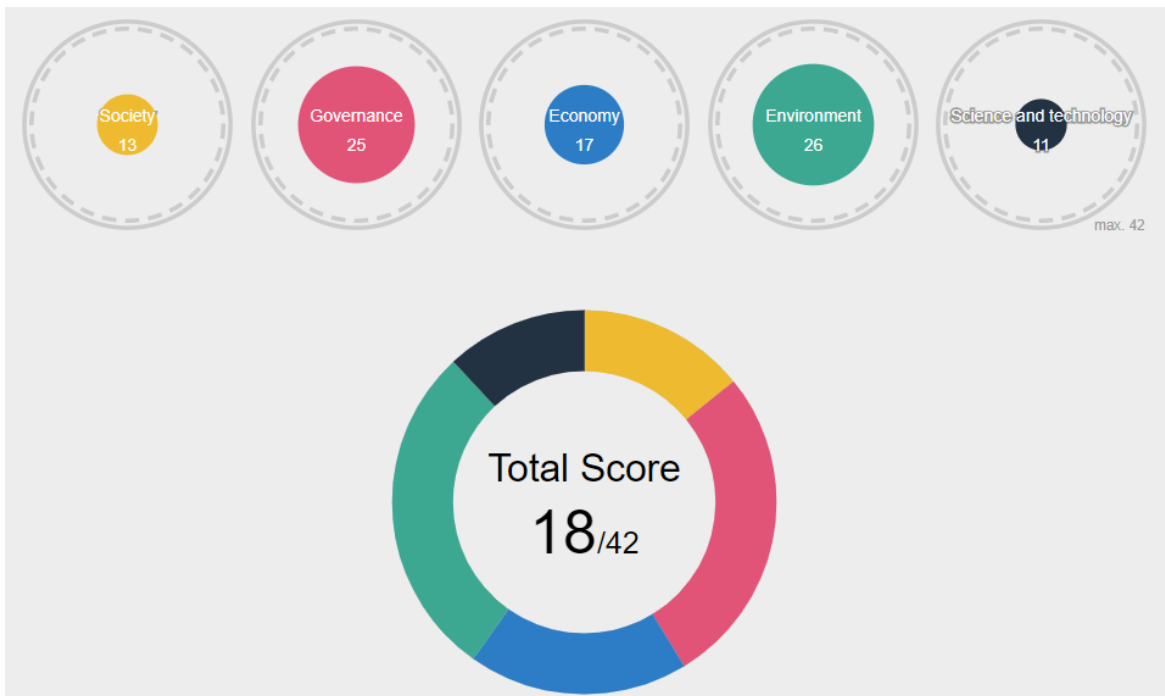 Society
13
Governance
25
Economy
17
Environment
26
Science and technology
11
max. 42
Total Score
18/42